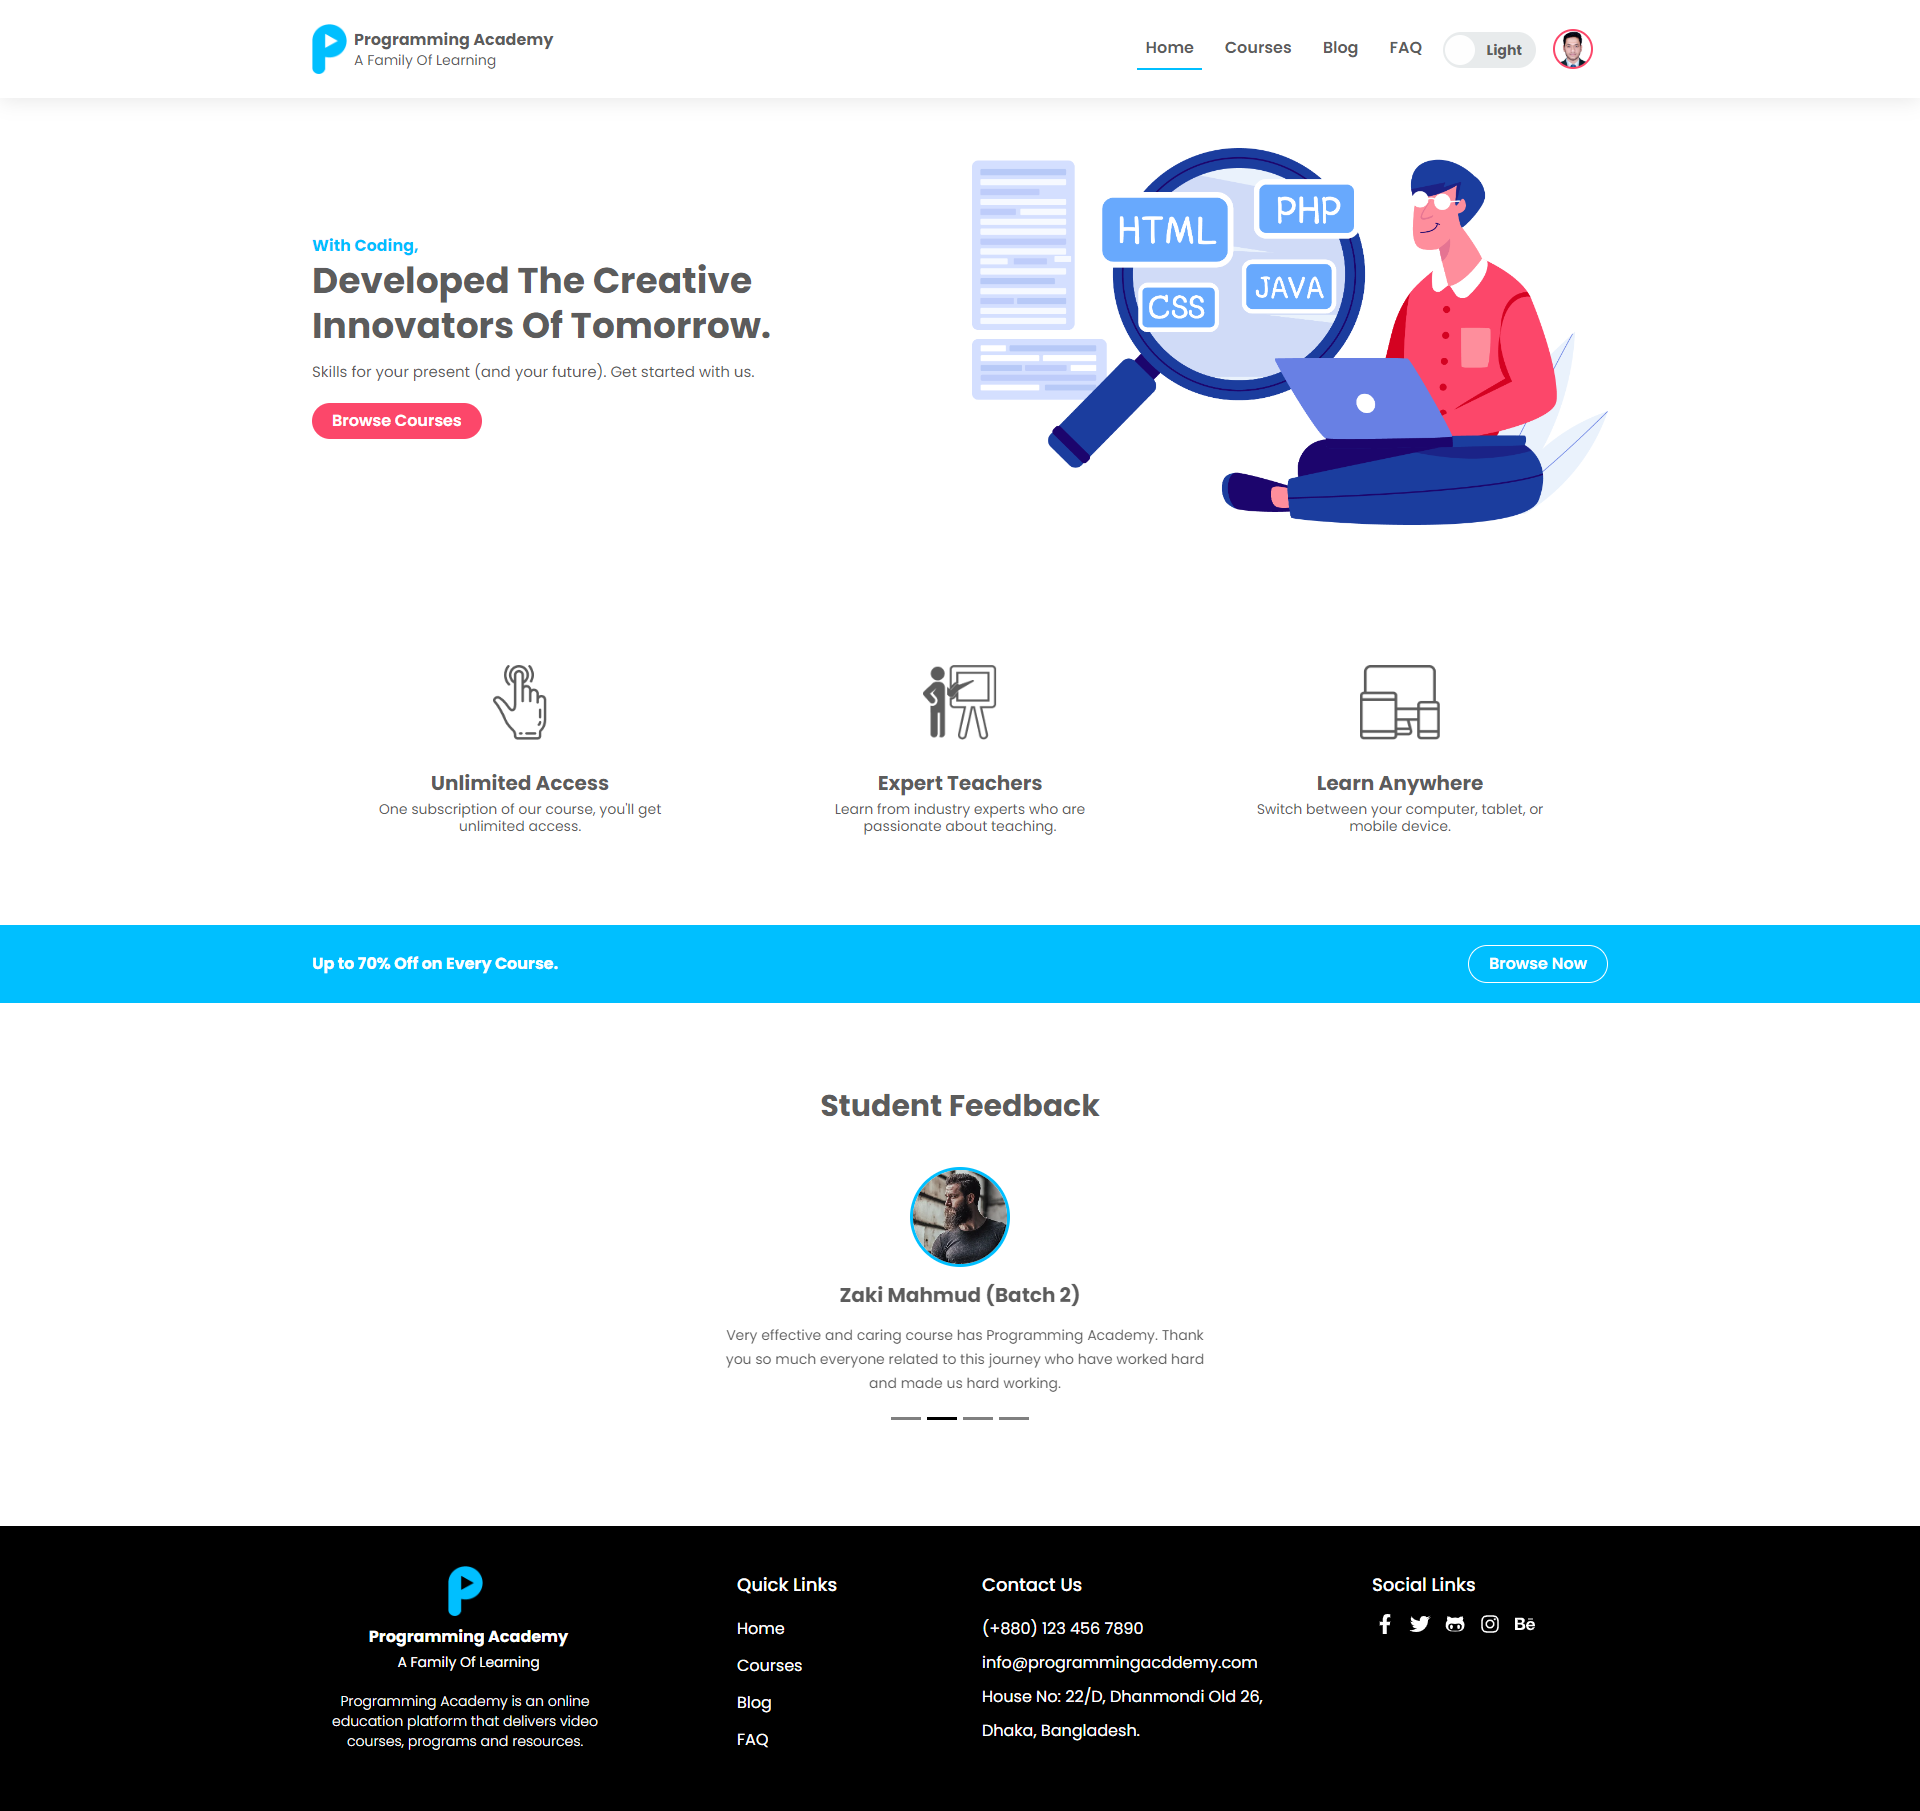 Programming Academy
A Family Of Learning
Home
Courses
Blog
FAQ
Light
With Coding,
Developed The Creative
Innovators Of Tomorrow.
Skills for your present (and your future). Get started with us.
Browse Courses
HTML
PHP
CSS
JAVA
Unlimited Access
One subscription of our course, you'll get
unlimited access.
Expert Teachers
Learn from industry experts who are
passionate about teaching.
Learn Anywhere
Switch between your computer, tablet, or
mobile device.
Up to 70% Off on Every Course.
Browse Now
Student Feedback
Zaki Mahmud (Batch 2)
Very effective and caring course has Programming Academy. Thank
you so much everyone related to this journey who have worked hard
and made us hard working.
Programming Academy
A Family Of Learning
Programming Academy is an online
education platform that delivers video
courses, programs and resources.
Quick Links
Home
Courses
Blog
FAQ
Contact Us
(+880) 123 456 7890
info@programmingacddemy.com
House No: 22/D, Dhanmondi Old 26,
Dhaka, Bangladesh.
Social Links
Bē